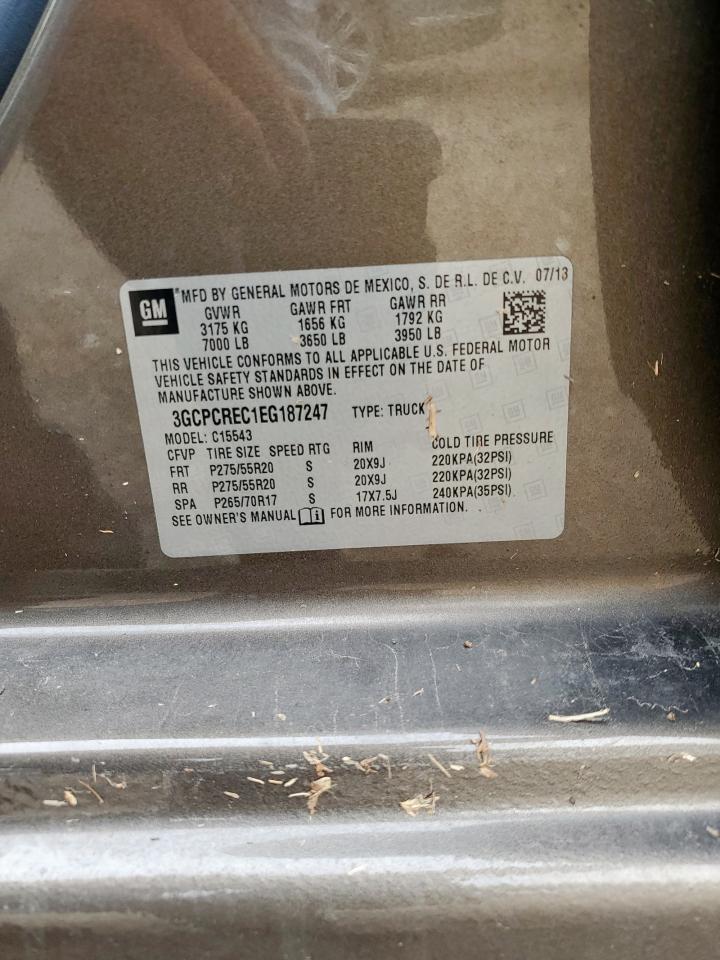 GM
MFD BY GENERAL MOTORS DE MEXICO, S. DE R.L. DE C.V. 07/13
GVWR GAWR FRT GAWR RR
3175 KG 1656 KG 1792 KG
7000 LB 3650 LB 3950 LB
THIS VEHICLE CONFORMS TO ALL APPLICABLE U.S. FEDERAL MOTOR
VEHICLE SAFETY STANDARDS IN EFFECT ON THE DATE OF
MANUFACTURE SHOWN ABOVE.
3GCPCREC1EG187247 TYPE: TRUCK
MODEL: C15543
CFVP TIRE SIZE SPEED RTG RIM COLD TIRE PRESSURE
FRT P275/55R20 S 20X9J 220KPA(32PSI)
RR P275/55R20 S 20X9J 220KPA(32PSI)
SPA P265/70R17 S 17X7.5J 240KPA(35PSI)
SEE OWNER'S MANUAL FOR MORE INFORMATION.